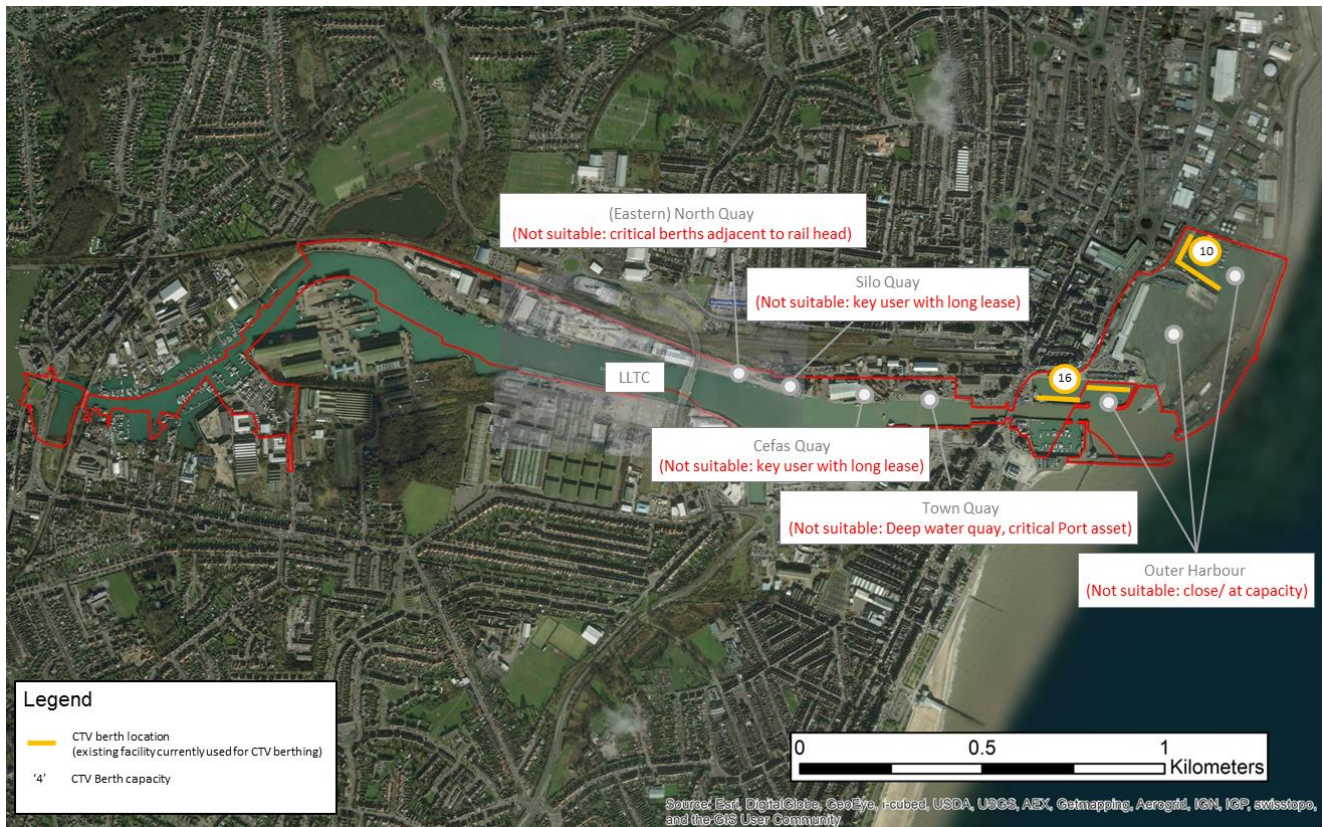 (Eastern) North Quay
(Not suitable: critical berths adjacent to rail head)
Silo Quay
(Not suitable: key user with long lease)
10
16
LLTC
Cefas Quay
(Not suitable: key user with long lease)
Town Quay
(Not suitable: Deep water quay, critical Port asset)
Outer Harbour
(Not suitable: close/ at capacity)
Legend
CTV berth location
(existing facility currently used for CTV berthing)
‘4’ CTV Berth capacity
0 0.5 1
Kilometers
Source: Esri, DigitalGlobe, GeoEye, i-cubed, USDA, USGS, AEX, Getmapping, Aerogrid, IGN, IGP, swisstopo,
and the GIS User Community